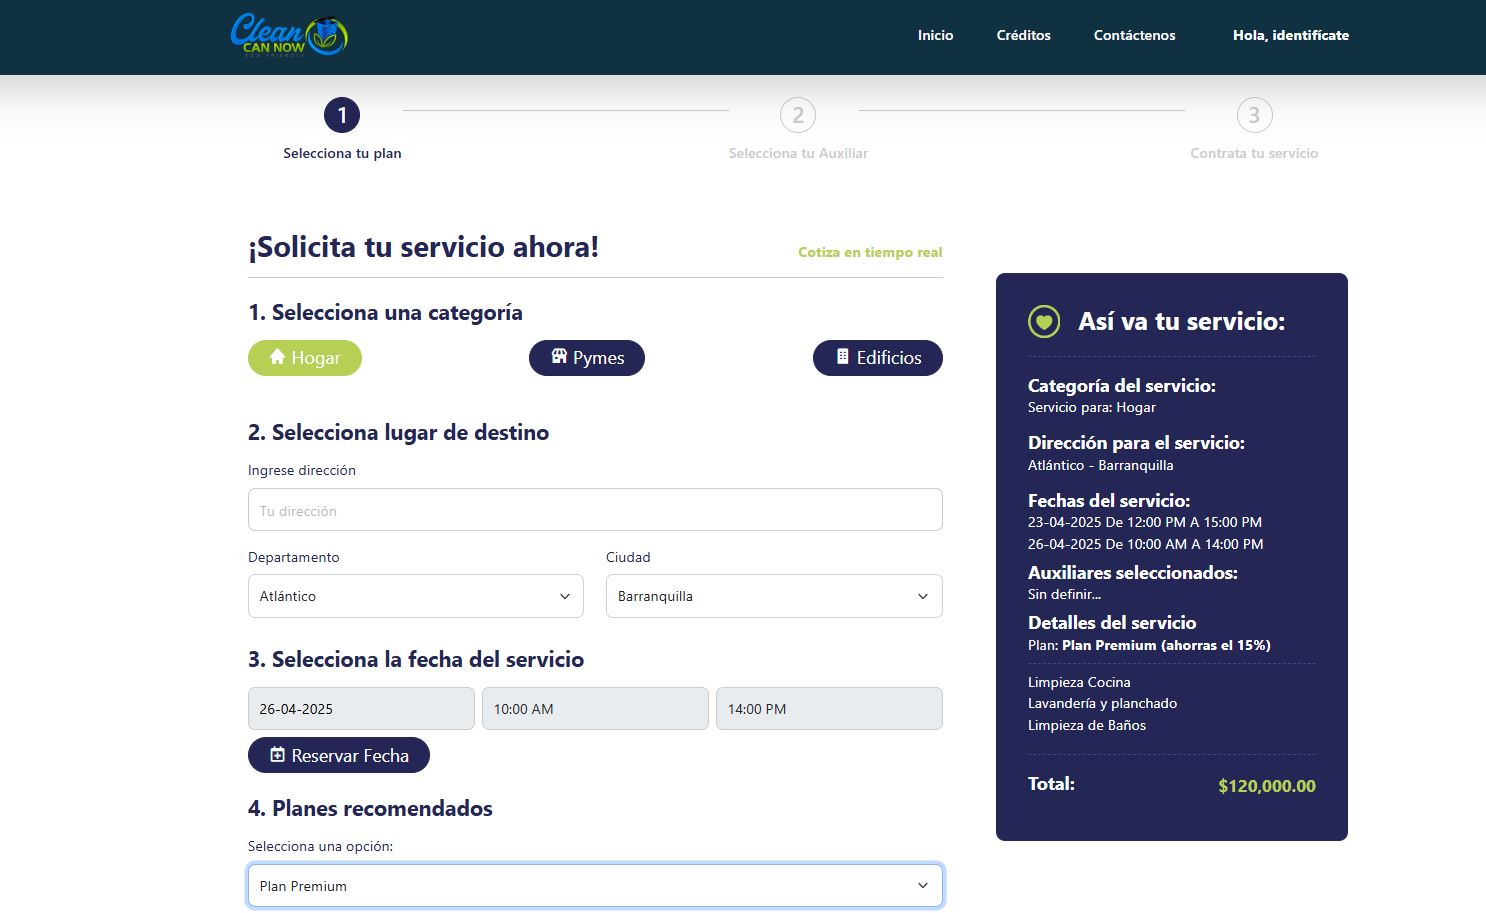 Clean
CAN NOW
ECO FRIENDLY
Inicio
Créditos
Contáctenos
Hola, identifícate
1
Selecciona tu plan
2
Selecciona tu Auxiliar
3
Contrata tu servicio
¡Solicita tu servicio ahora!
Cotiza en tiempo real
1. Selecciona una categoría
Hogar
Pymes
Edificios
2. Selecciona lugar de destino
Ingrese dirección
Tu dirección
Departamento
Ciudad
Atlántico
Barranquilla
3. Selecciona la fecha del servicio
26-04-2025
10:00 AM
14:00 PM
Reservar Fecha
4. Planes recomendados
Selecciona una opción:
Plan Premium
Así va tu servicio:
Categoría del servicio:
Servicio para: Hogar
Dirección para el servicio:
Atlántico - Barranquilla
Fechas del servicio:
23-04-2025 De 12:00 PM A 15:00 PM
26-04-2025 De 10:00 AM A 14:00 PM
Auxiliares seleccionados:
Sin definir...
Detalles del servicio
Plan: Plan Premium (ahorras el 15%)
Limpieza Cocina
Lavandería y planchado
Limpieza de Baños
Total:
$120,000.00